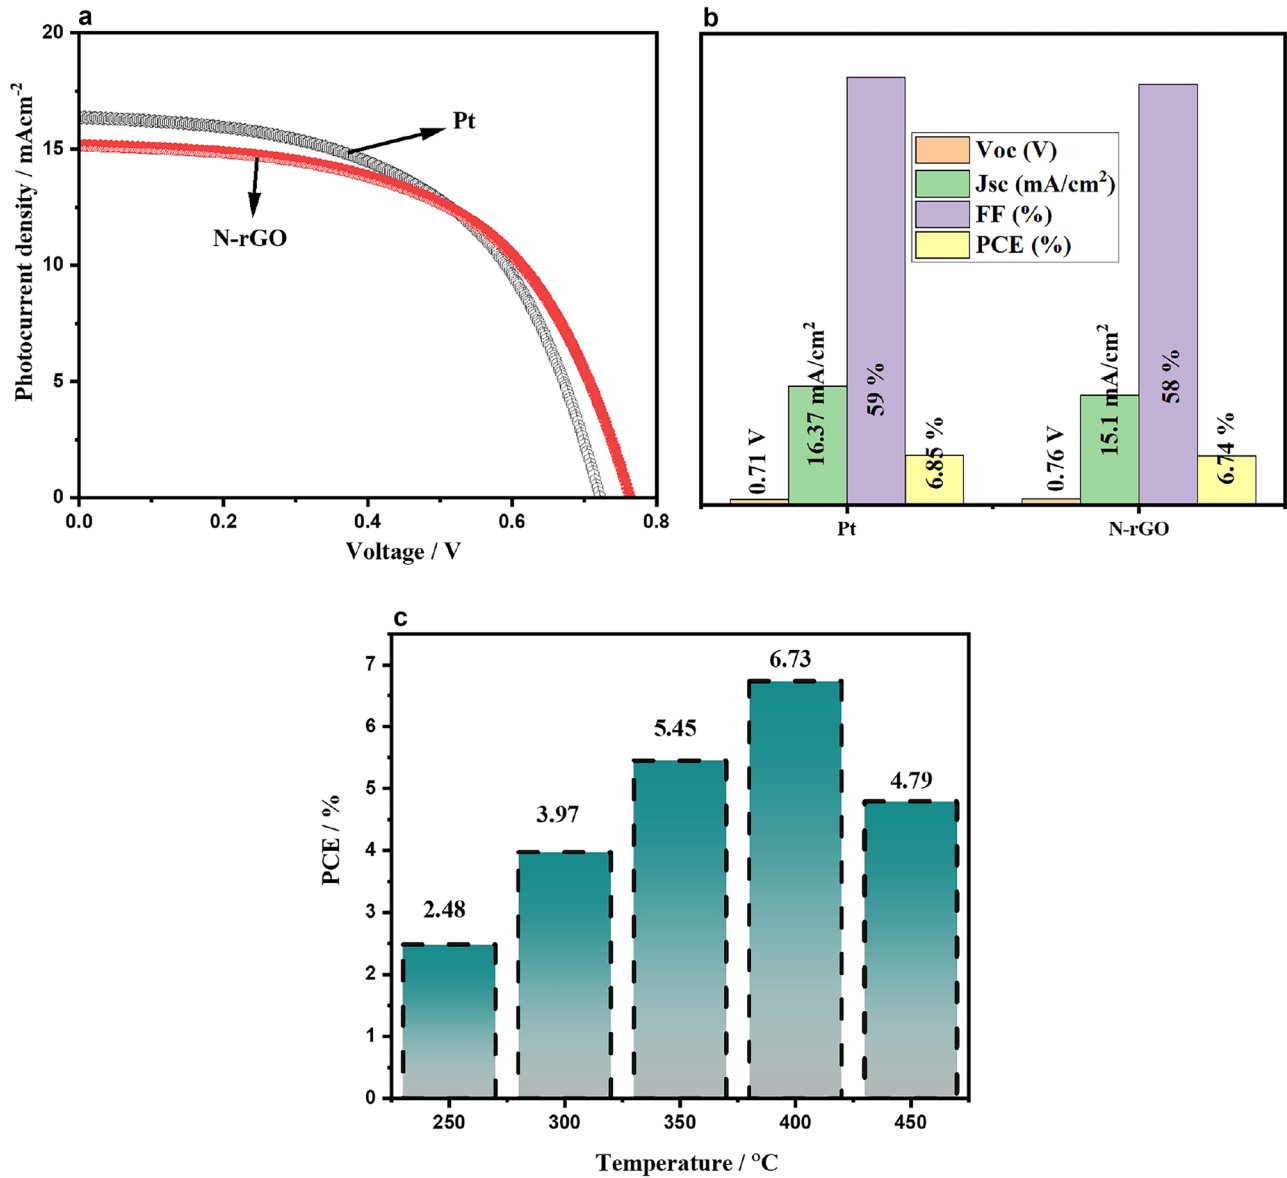 a
20
15
10
5
0
0.0 0.2 0.4 0.6 0.8
Photocurrent density / mAcm⁻²
Voltage / V
Pt
N-rGO
b
Voc (V)
Jsc (mA/cm²)
FF (%)
PCE (%)
0.71 V
16.37 mA/cm²
59 %
6.85 %
0.76 V
15.1 mA/cm²
58 %
6.74 %
Pt N-rGO
c
7
6
5
4
3
2
1
0
PCE / %
2.48
3.97
5.45
6.73
4.79
250 300 350 400 450
Temperature / °C